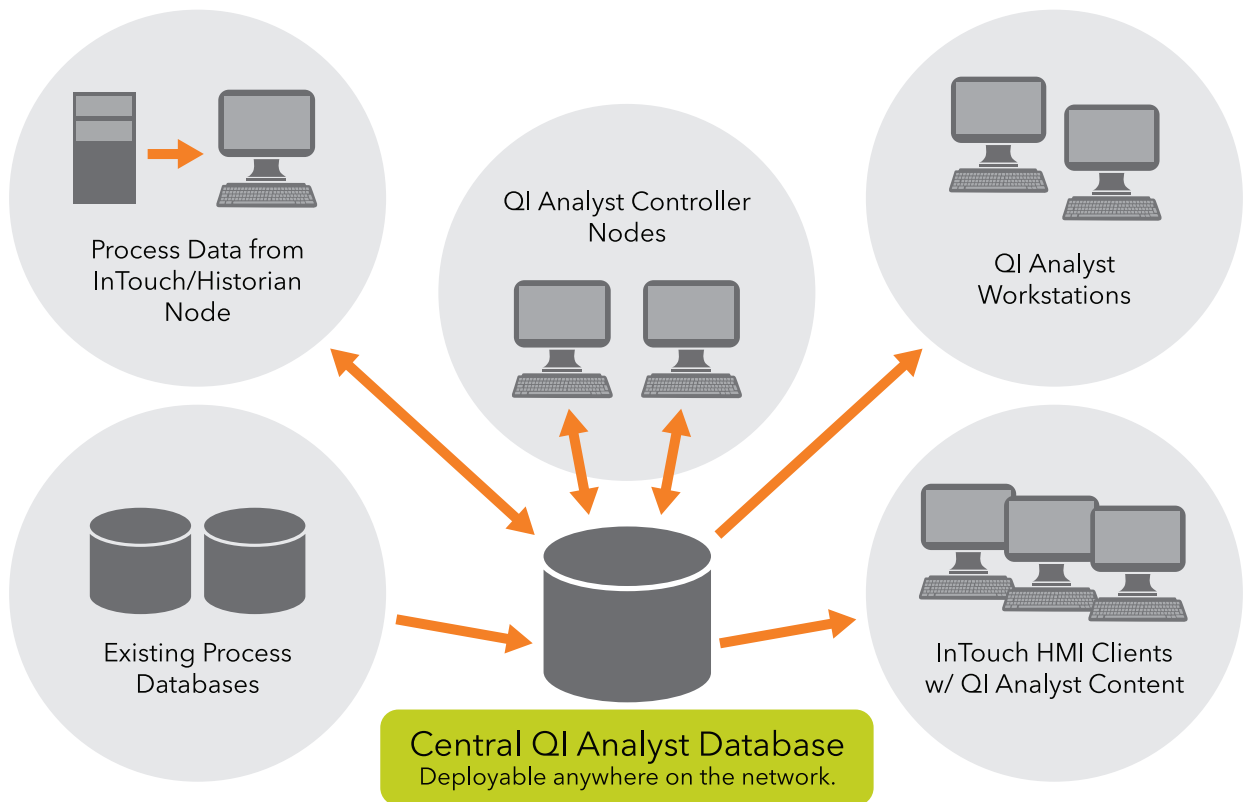 Process Data from
InTouch/Historian
Node
QI Analyst Controller
Nodes
QI Analyst
Workstations
Existing Process
Databases
InTouch HMI Clients
w/ QI Analyst Content
Central QI Analyst Database
Deployable anywhere on the network.